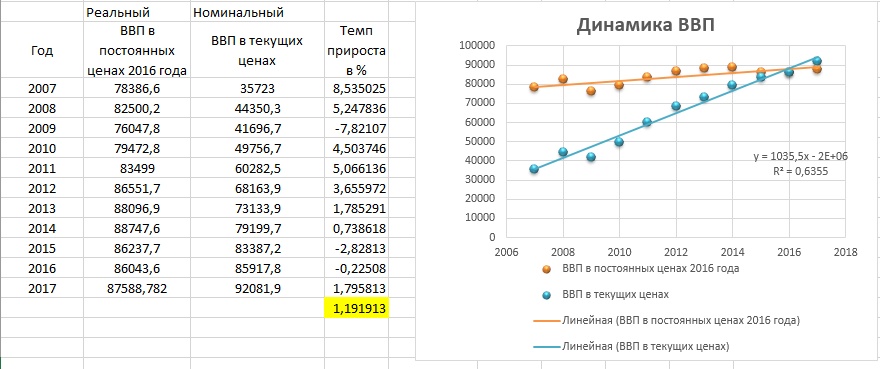 Реальный Номинальный
Год ВВП в постоянных ценах 2016 года ВВП в текущих ценах Темп прироста в %
2007 78386,6 35723 8,535025
2008 82500,2 44350,3 5,247836
2009 76047,8 41696,7 -7,82107
2010 79472,8 49756,7 4,503746
2011 83499 60282,5 5,066136
2012 86551,7 68163,9 3,655972
2013 88096,9 73133,9 1,785291
2014 88747,6 79199,7 0,738618
2015 86237,7 83387,2 -2,82813
2016 86043,6 85917,8 -0,22508
2017 87588,782 92081,9 1,795813
1,191913
Динамика ВВП
100000
90000
80000
70000
60000
50000
40000
30000
20000
10000
0
y = 1035,5x - 2E+06
R² = 0,6355
2006 2008 2010 2012 2014 2016 2018
ВВП в постоянных ценах 2016 года
ВВП в текущих ценах
Линейная (ВВП в постоянных ценах 2016 года)
Линейная (ВВП в текущих ценах)